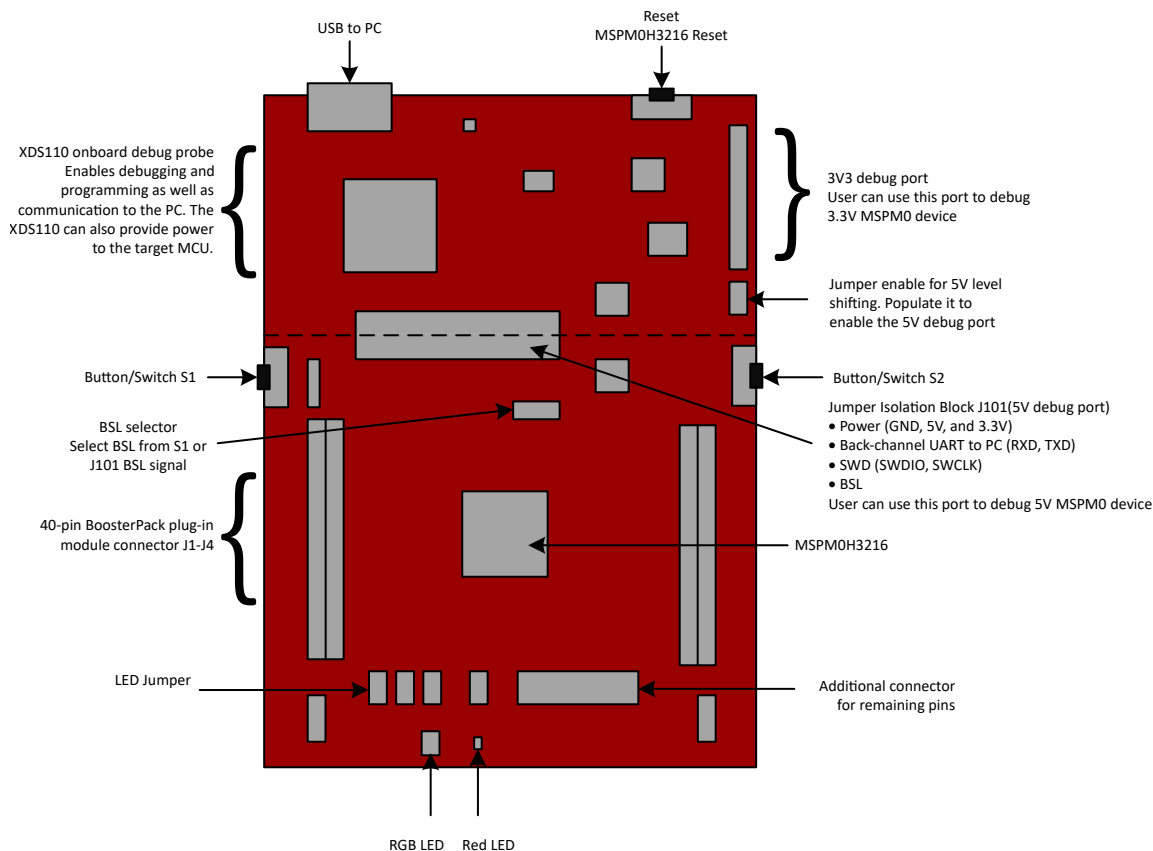 USB to PC
Reset
MSPM0H3216 Reset
XDS110 onboard debug probe
Enables debugging and
programming as well as
communication to the PC. The
XDS110 can also provide power
to the target MCU.
3V3 debug port
User can use this port to debug
3.3V MSPM0 device
Jumper enable for 5V level
shifting. Populate it to
enable the 5V debug port
Button/Switch S1
Button/Switch S2
BSL selector
Select BSL from S1 or
J101 BSL signal
Jumper Isolation Block J101(5V debug port)
• Power (GND, 5V, and 3.3V)
• Back-channel UART to PC (RXD, TXD)
• SWD (SWDIO, SWCLK)
• BSL
User can use this port to debug 5V MSPM0 device
40-pin BoosterPack plug-in
module connector J1-J4
MSPM0H3216
LED Jumper
Additional connector
for remaining pins
RGB LED
Red LED